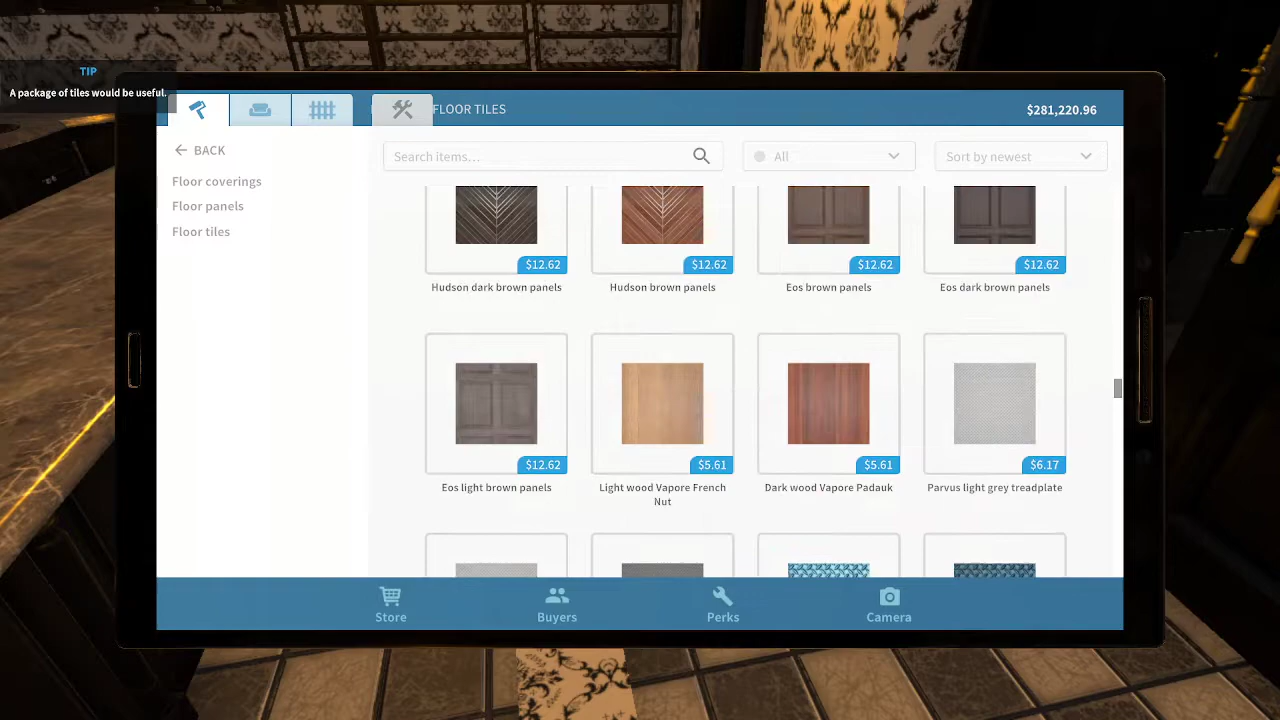 TIP
A package of tiles would be useful.
FLOOR TILES
$281,220.96
BACK
Search items...
All
Sort by newest
Floor coverings
Floor panels
Floor tiles
$12.62
$12.62
$12.62
$12.62
Hudson dark brown panels
Hudson brown panels
Eos brown panels
Eos dark brown panels
$12.62
$5.61
$5.61
$6.17
Eos light brown panels
Light wood Vapore French
Nut
Dark wood Vapore Padauk
Parvus light grey treadplate
Store
Buyers
Perks
Camera